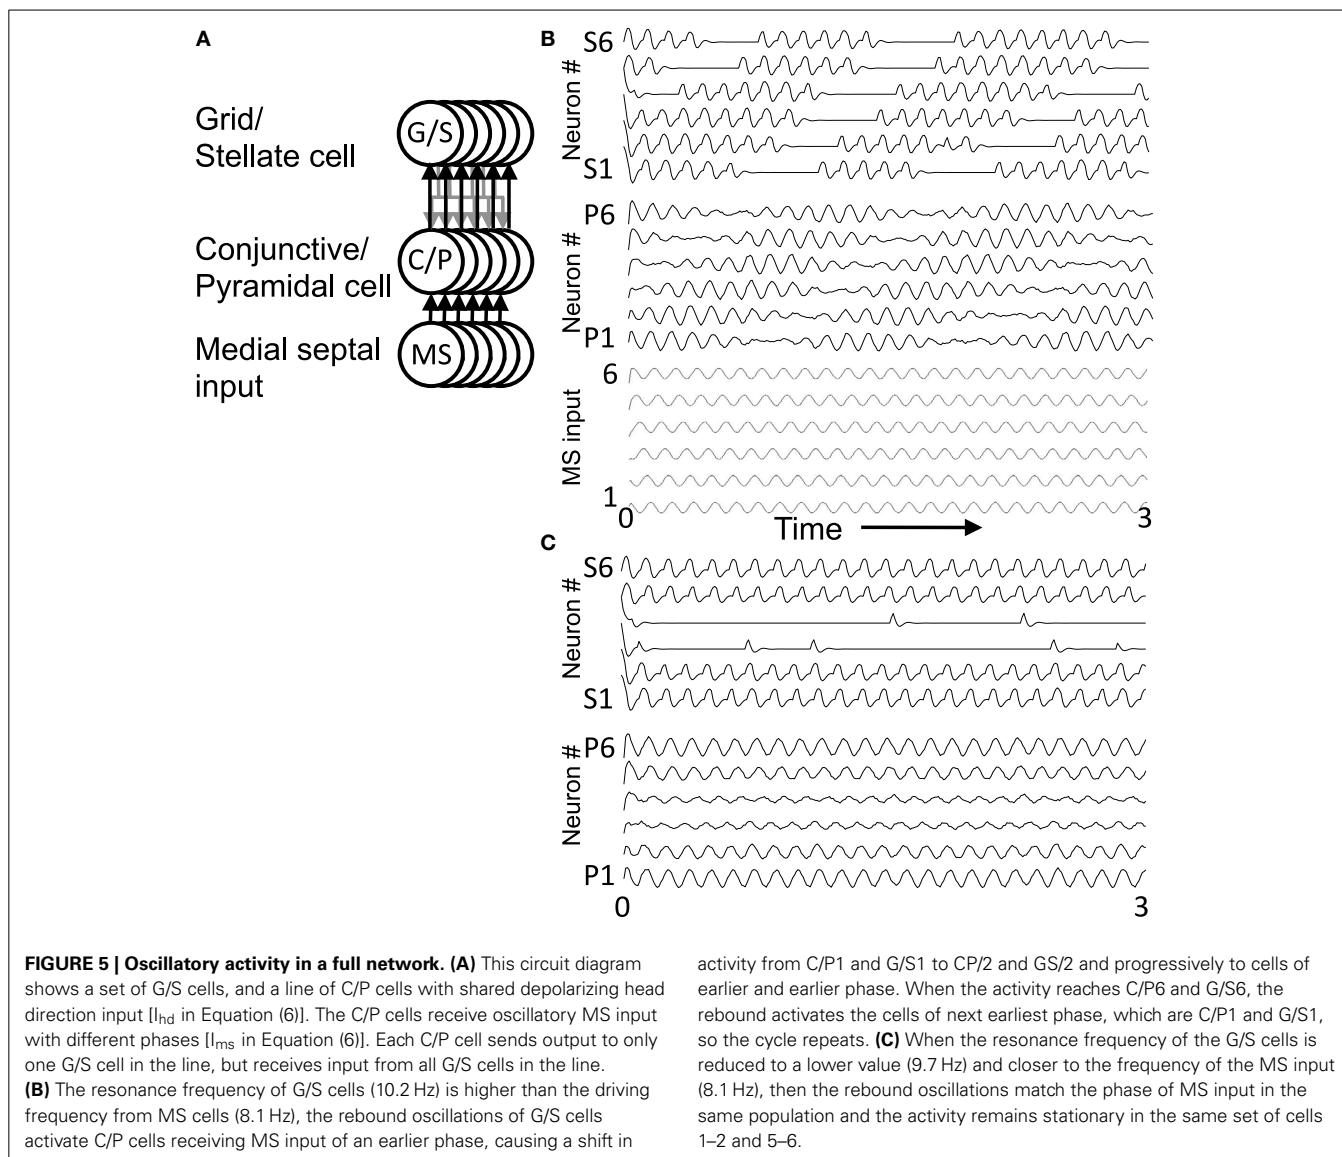 A
Grid/
Stellate cell
Conjunctive/
Pyramidal cell
Medial septal
input
G/S
C/P
MS
B
S6
Neuron #
S1
P6
Neuron #
P1
6
MS input
1
0
Time
3
C
S6
Neuron #
S1
P6
Neuron #
P1
0
3
FIGURE 5 | Oscillatory activity in a full network. (A) This circuit diagram
shows a set of G/S cells, and a line of C/P cells with shared depolarizing head
direction input [Ihd in Equation (6)]. The C/P cells receive oscillatory MS input
with different phases [Ims in Equation (6)]. Each C/P cell sends output to only
one G/S cell in the line, but receives input from all G/S cells in the line.
(B) The resonance frequency of G/S cells (10.2 Hz) is higher than the driving
frequency from MS cells (8.1 Hz), the rebound oscillations of G/S cells
activate C/P cells receiving MS input of an earlier phase, causing a shift in
activity from C/P1 and G/S1 to CP/2 and GS/2 and progressively to cells of
earlier and earlier phase. When the activity reaches C/P6 and G/S6, the
rebound activates the cells of next earliest phase, which are C/P1 and G/S1,
so the cycle repeats. (C) When the resonance frequency of the G/S cells is
reduced to a lower value (9.7 Hz) and closer to the frequency of the MS input
(8.1 Hz), then the rebound oscillations match the phase of MS input in the
same population and the activity remains stationary in the same set of cells
1–2 and 5–6.